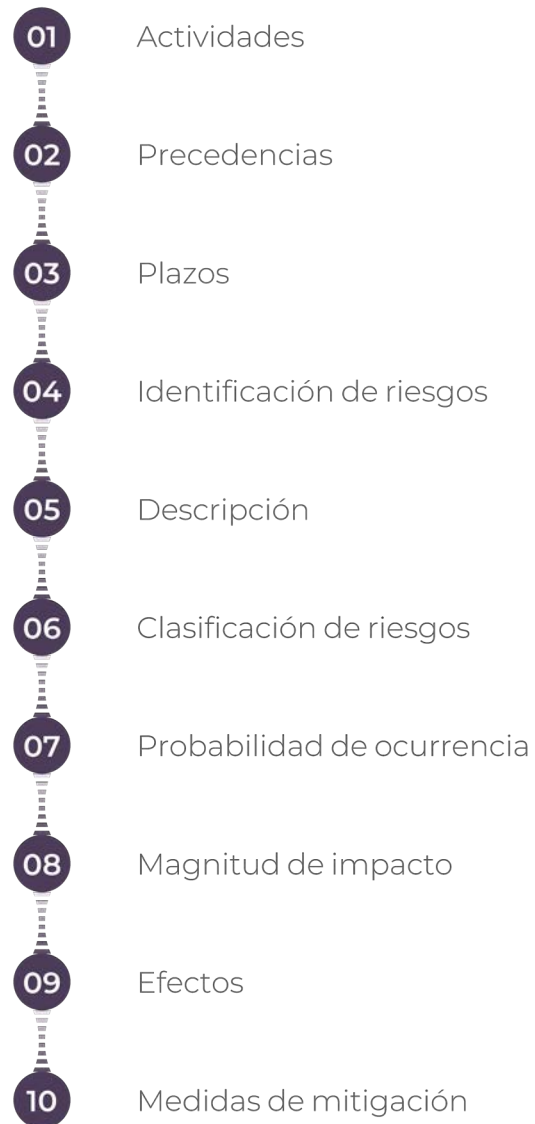 01 Actividades
02 Precedencias
03 Plazos
04 Identificación de riesgos
05 Descripción
06 Clasificación de riesgos
07 Probabilidad de ocurrencia
08 Magnitud de impacto
09 Efectos
10 Medidas de mitigación